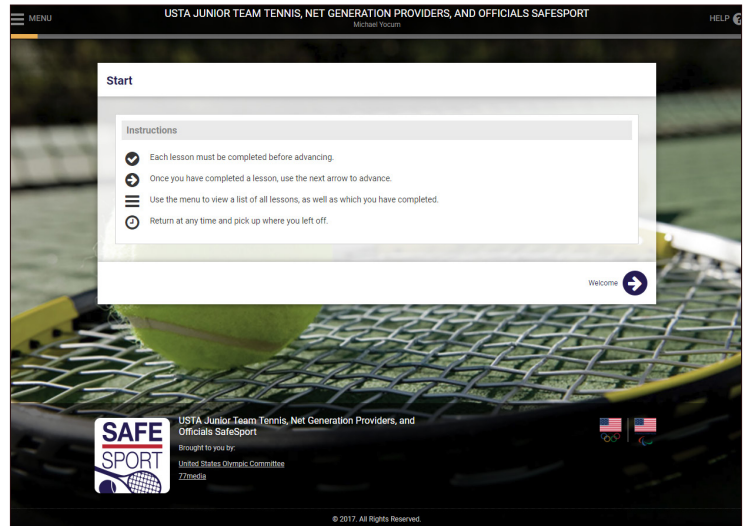 MENU
USTA JUNIOR TEAM TENNIS, NET GENERATION PROVIDERS, AND OFFICIALS SAFESPORT
Michael Yocum
HELP ?
Start
Instructions
Each lesson must be completed before advancing.
Once you have completed a lesson, use the next arrow to advance.
Use the menu to view a list of all lessons, as well as which you have completed.
Return at any time and pick up where you left off.
Welcome
SAFE
SPORT
USTA Junior Team Tennis, Net Generation Providers, and
Officials SafeSport
Brought to you by:
United States Olympic Committee
77media
© 2017. All Rights Reserved.